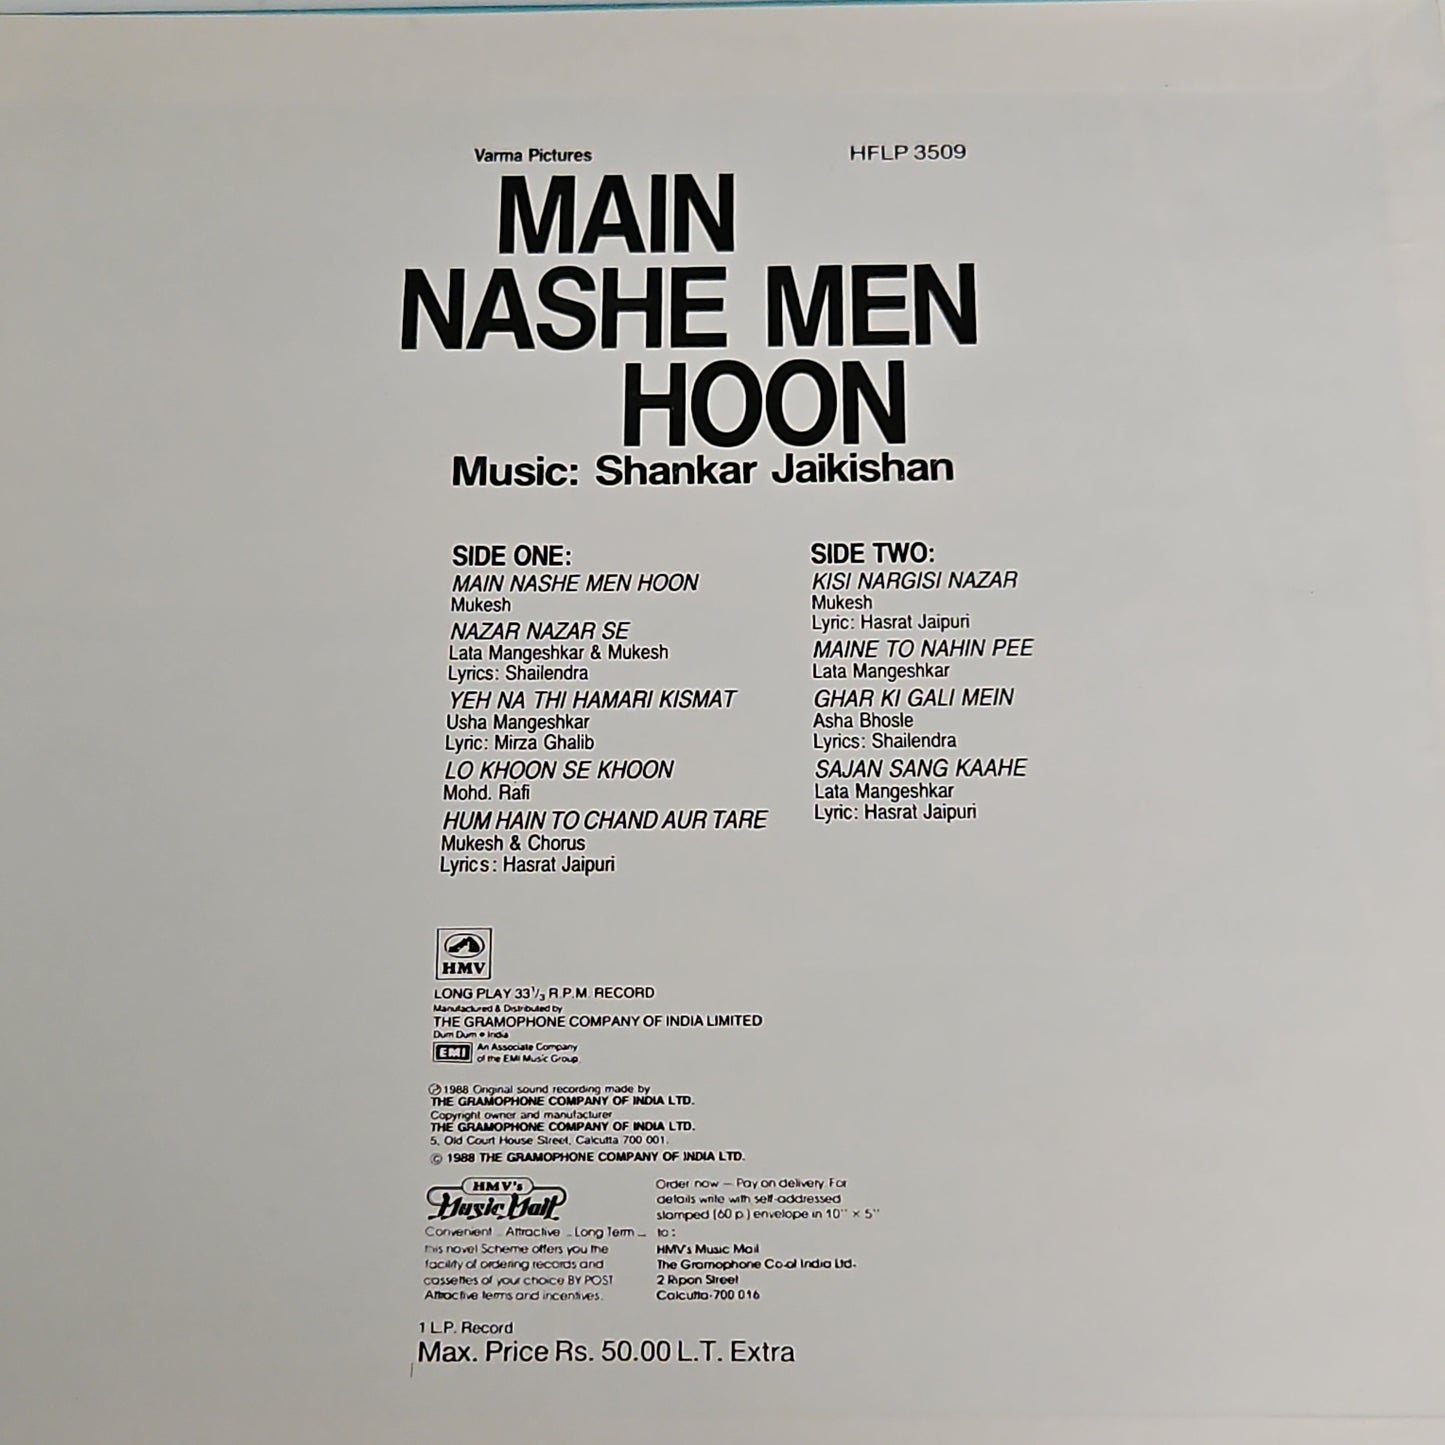 Varma Pictures
HFLP 3509
MAIN
NASHE MEN
HOON
Music: Shankar Jaikishan
SIDE ONE:
MAIN NASHE MEN HOON
Mukesh
NAZAR NAZAR SE
Lata Mangeshkar & Mukesh
Lyrics: Shailendra
YEH NA THI HAMARI KISMAT
Usha Mangeshkar
Lyric: Mirza Ghalib
LO KHOON SE KHOON
Mohd. Rafi
HUM HAIN TO CHAND AUR TARE
Mukesh & Chorus
Lyrics: Hasrat Jaipuri
SIDE TWO:
KISI NARGISI NAZAR
Mukesh
Lyric: Hasrat Jaipuri
MAINE TO NAHIN PEE
Lata Mangeshkar
GHAR KI GALI MEIN
Asha Bhosle
Lyrics: Shailendra
SAJAN SANG KAAHE
Lata Mangeshkar
Lyric: Hasrat Jaipuri
HMV
LONG PLAY 33⅓ R.P.M. RECORD
Manufactured & Distributed by
THE GRAMOPHONE COMPANY OF INDIA LIMITED
Dum Dum • India
EMI An Associate Company
of the EMI Music Group
℗ 1988 Original sound recording made by
THE GRAMOPHONE COMPANY OF INDIA LTD.
Copyright owner and manufacturer
THE GRAMOPHONE COMPANY OF INDIA LTD.
5, Old Court House Street, Calcutta 700 001.
© 1988 THE GRAMOPHONE COMPANY OF INDIA LTD.
HMV's
Music Mail
Convenient ... Attractive ... Long Term ...
this novel Scheme offers you the
facility of ordering records and
cassettes of your choice BY POST
Attractive terms and incentives.
Order now — Pay on delivery. For
details write with self-addressed
stamped (60 p.) envelope in 10" × 5"
to:
HMV's Music Mail
The Gramophone Co.of India Ltd.
2 Ripon Street
Calcutta-700 016
1 L.P. Record
Max. Price Rs. 50.00 L.T. Extra